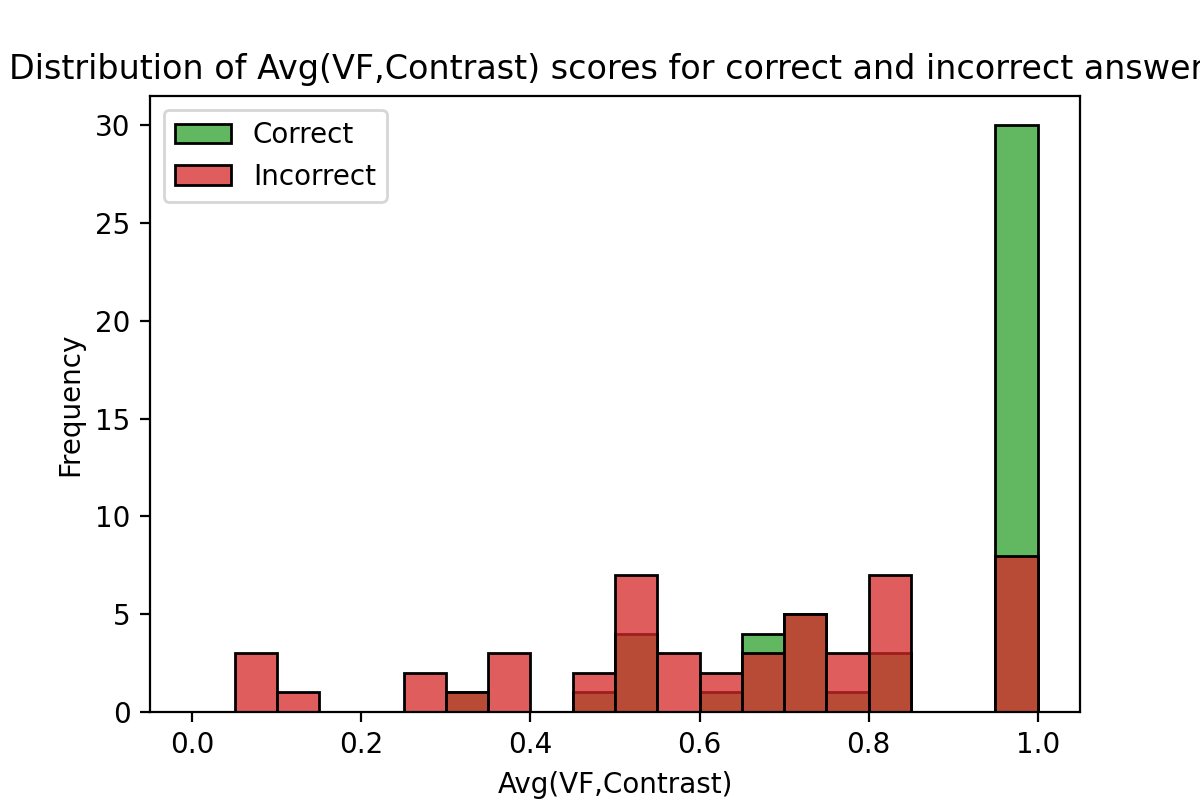 Distribution of Avg(VF,Contrast) scores for correct and incorrect answer
Correct
Incorrect
Frequency
30
25
20
15
10
5
0
0.0 0.2 0.4 0.6 0.8 1.0
Avg(VF,Contrast)